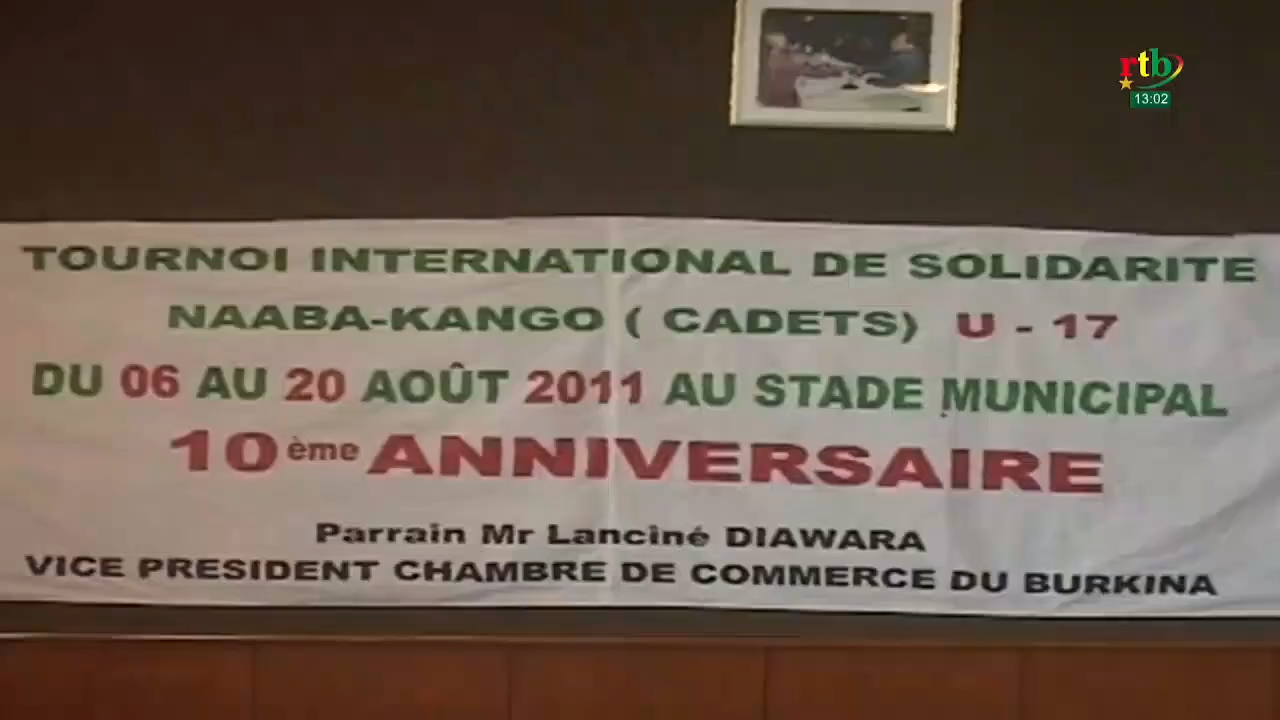 rtb
13:02
TOURNOI INTERNATIONAL DE SOLIDARITE
NAABA-KANGO ( CADETS) U - 17
DU 06 AU 20 AOÛT 2011 AU STADE MUNICIPAL
10ème ANNIVERSAIRE
Parrain Mr Lanciné DIAWARA
VICE PRESIDENT CHAMBRE DE COMMERCE DU BURKINA